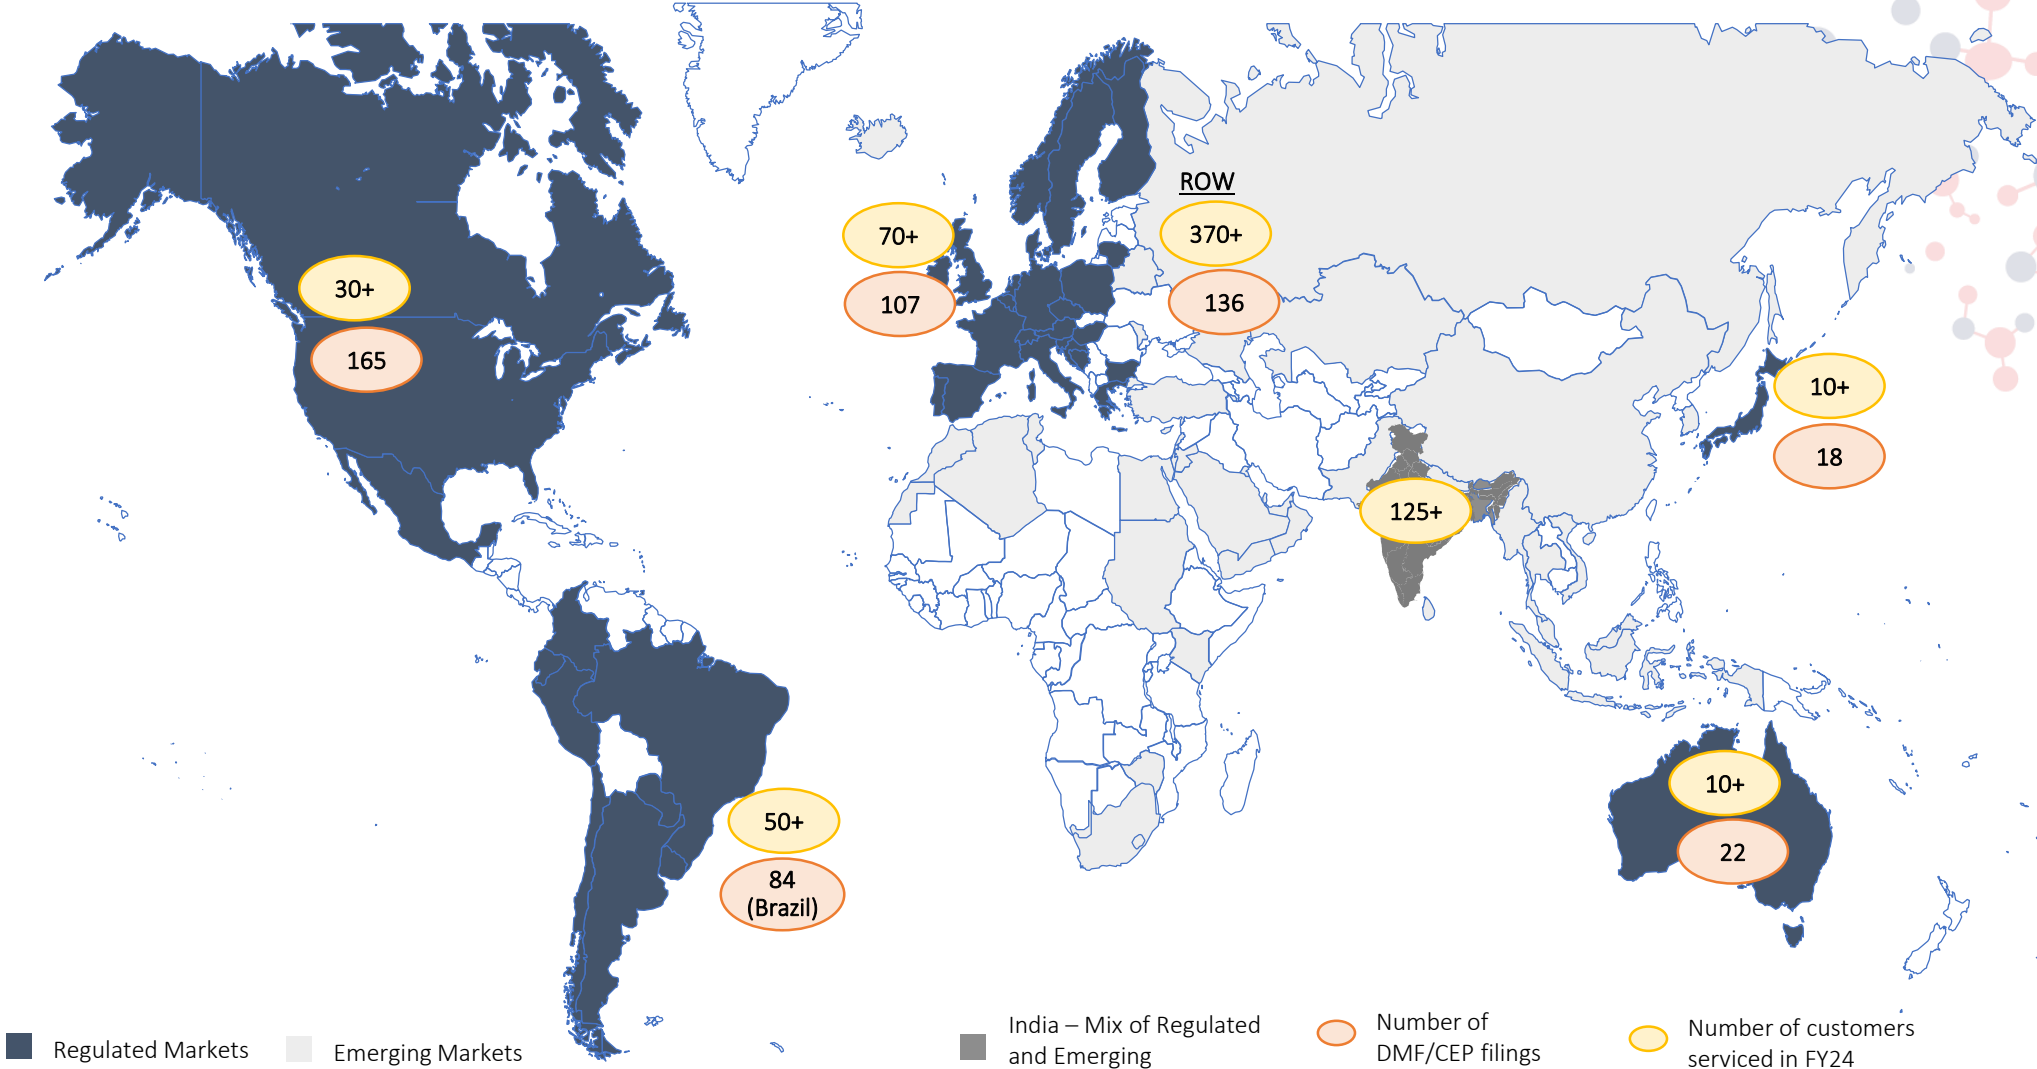 ROW
70+
370+
107
136
30+
165
10+
18
125+
10+
22
50+
84
(Brazil)
Regulated Markets
Emerging Markets
India – Mix of Regulated
and Emerging
Number of
DMF/CEP filings
Number of customers
serviced in FY24